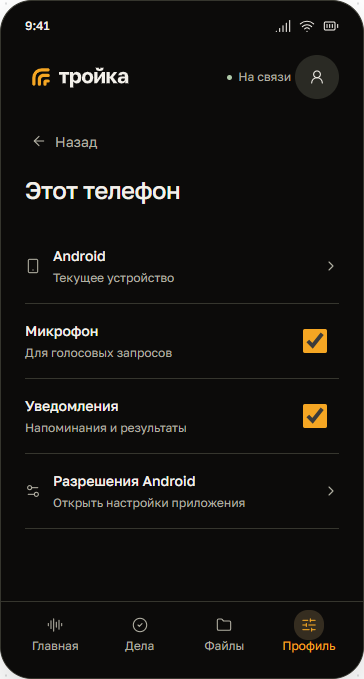 9:41
тройка
На связи
Назад
Этот телефон
Android
Текущее устройство
Микрофон
Для голосовых запросов
Уведомления
Напоминания и результаты
Разрешения Android
Открыть настройки приложения
Главная
Дела
Файлы
Профиль